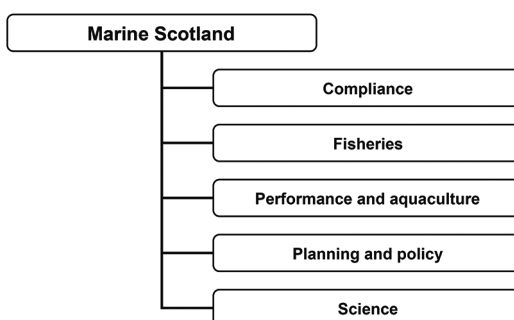 Marine Scotland
Compliance
Fisheries
Performance and aquaculture
Planning and policy
Science